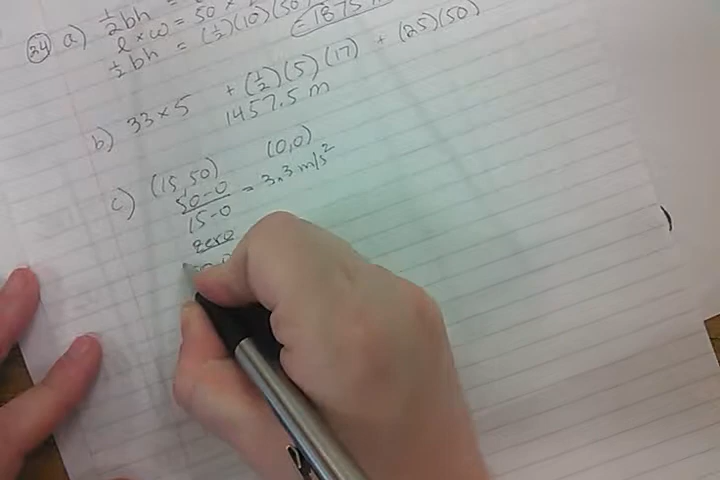 24 a) ½bh =
l × w = 50 ×
½bh = (½)(10)(50) 1875
b) 33 × 5 + (½)(5)(17) + (25)(50)
1457.5 m
c) (15,50) (0,0)
50-0 / 15-0 = 3.3 m/s²
zero